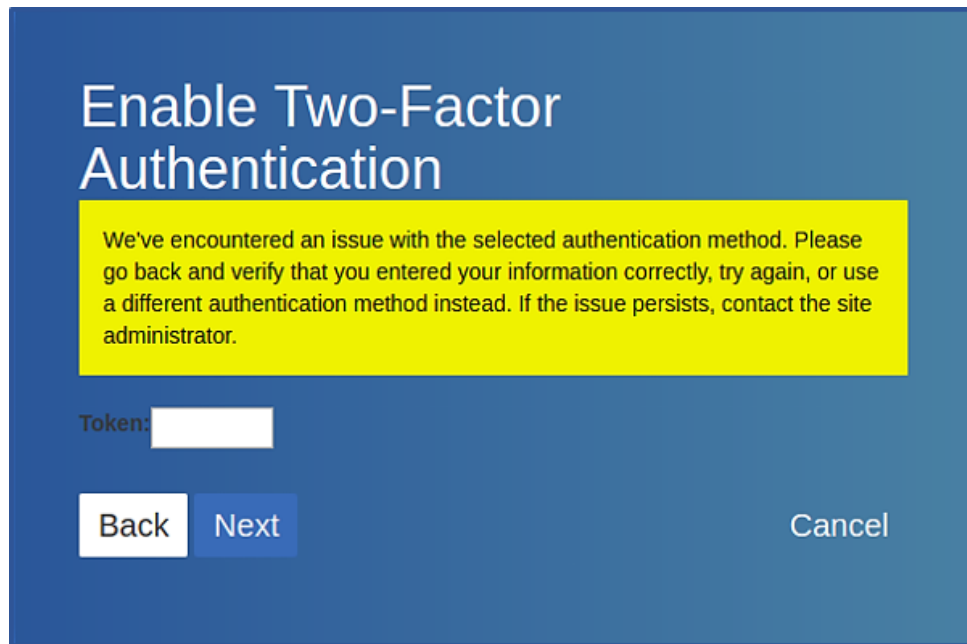 Enable Two-Factor
Authentication
We've encountered an issue with the selected authentication method. Please
go back and verify that you entered your information correctly, try again, or use
a different authentication method instead. If the issue persists, contact the site
administrator.
Token:
Back Next Cancel